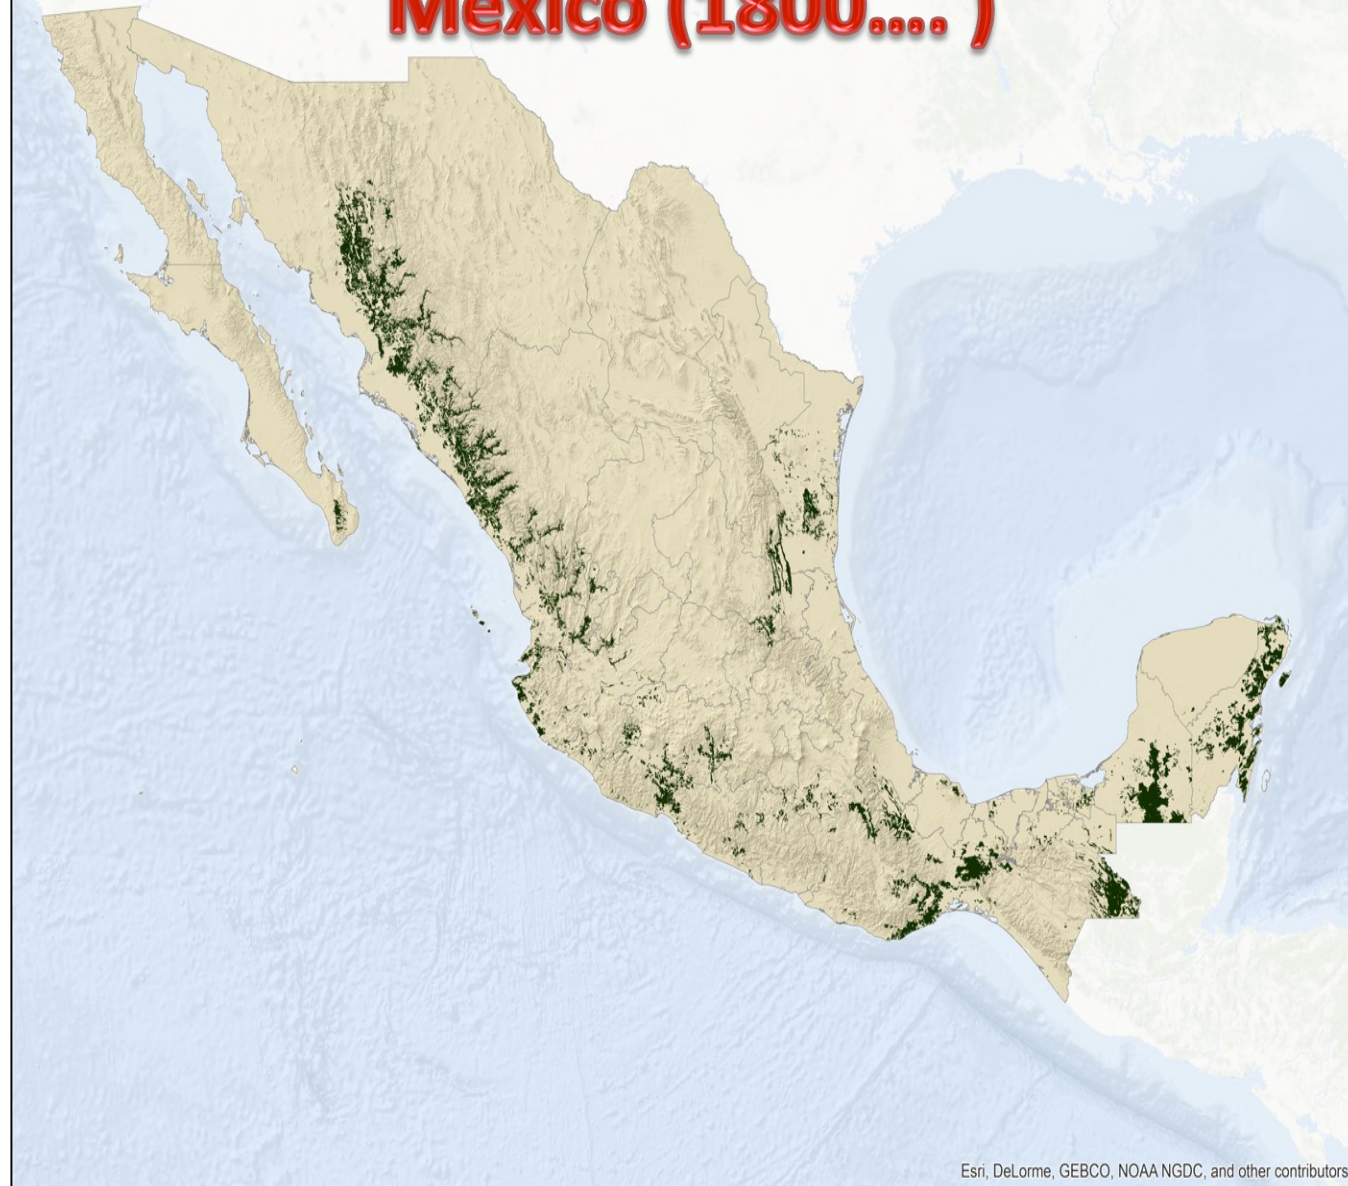 Mexico (1800.... )
Esri, DeLorme, GEBCO, NOAA NGDC, and other contributors